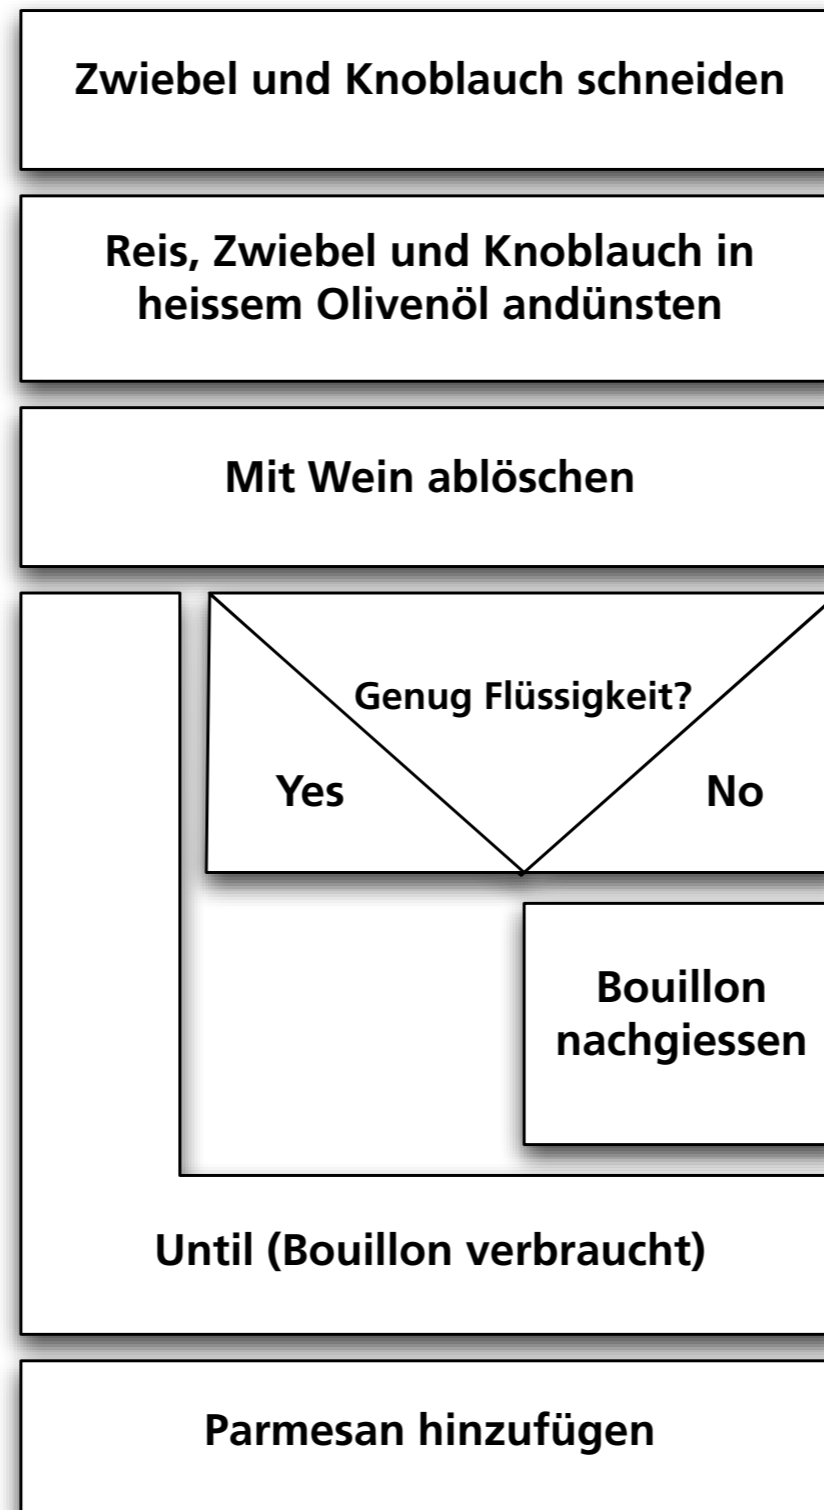 Zwiebel und Knoblauch schneiden
Reis, Zwiebel und Knoblauch in
heissem Olivenöl andünsten
Mit Wein ablöschen
Genug Flüssigkeit?
Yes
No
Bouillon
nachgiessen
Until (Bouillon verbraucht)
Parmesan hinzufügen